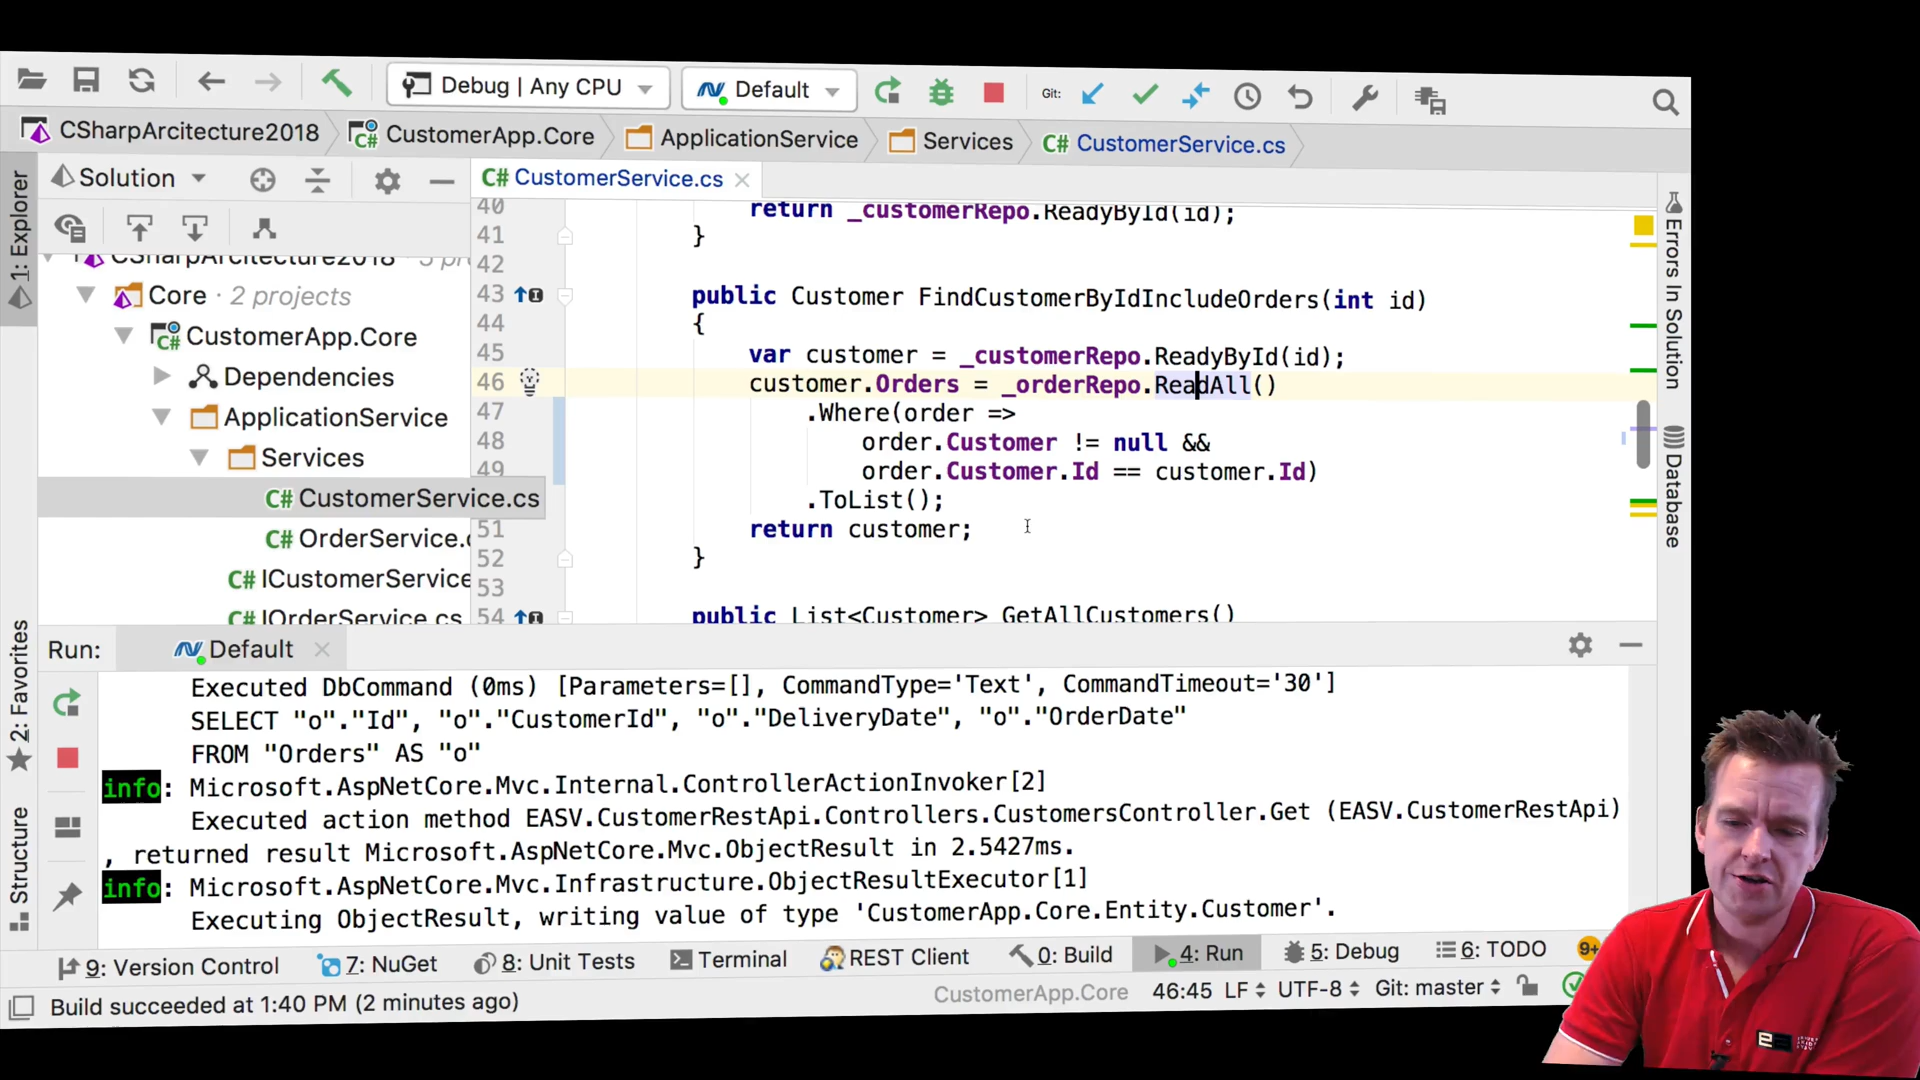 Debug | Any CPU
Default
Git:
CSharpArcitecture2018
CustomerApp.Core
ApplicationService
Services
C# CustomerService.cs
1: Explorer
2: Favorites
Structure
Solution
CSharpArcitecture2018
Core · 2 projects
CustomerApp.Core
Dependencies
ApplicationService
Services
C# CustomerService.cs
C# OrderService.
C# ICustomerService
C# IOrderService.cs
C# CustomerService.cs
40 return _customerRepo.ReadyById(id);
41 }
42
43 public Customer FindCustomerByIdIncludeOrders(int id)
44 {
45 var customer = _customerRepo.ReadyById(id);
46 customer.Orders = _orderRepo.ReadAll()
47 .Where(order =>
48 order.Customer != null &&
49 order.Customer.Id == customer.Id)
.ToList();
51 return customer;
52 }
53
54 public List<Customer> GetAllCustomers()
Errors In Solution
Database
Run: Default
Executed DbCommand (0ms) [Parameters=[], CommandType='Text', CommandTimeout='30']
SELECT "o"."Id", "o"."CustomerId", "o"."DeliveryDate", "o"."OrderDate"
FROM "Orders" AS "o"
info: Microsoft.AspNetCore.Mvc.Internal.ControllerActionInvoker[2]
Executed action method EASV.CustomerRestApi.Controllers.CustomersController.Get (EASV.CustomerRestApi)
, returned result Microsoft.AspNetCore.Mvc.ObjectResult in 2.5427ms.
info: Microsoft.AspNetCore.Mvc.Infrastructure.ObjectResultExecutor[1]
Executing ObjectResult, writing value of type 'CustomerApp.Core.Entity.Customer'.
9: Version Control
7: NuGet
8: Unit Tests
Terminal
REST Client
0: Build
4: Run
5: Debug
6: TODO
9+
Build succeeded at 1:40 PM (2 minutes ago)
CustomerApp.Core
46:45
LF
UTF-8
Git: master